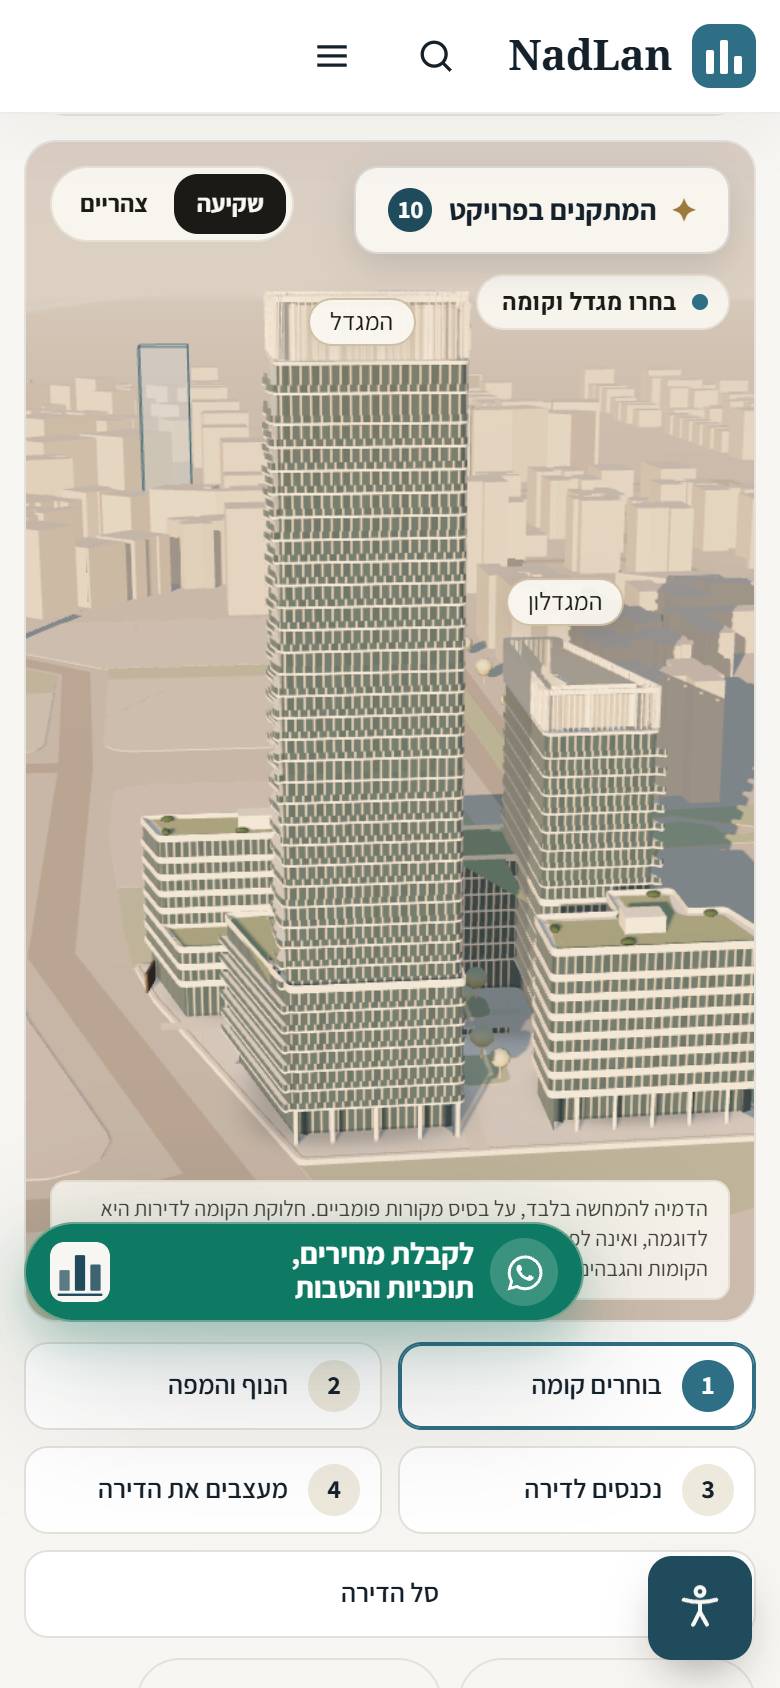 NadLan
המתקנים בפרויקט 10
שקיעה
צהריים
בחרו מגדל וקומה
המגדל
המגדלון
הדמיה להמחשה בלבד, על בסיס מקורות פומביים. חלוקת הקומה לדירות היא
לדוגמה, ואינה
הקומות
לקבלת מחירים,
תוכניות והטבות
1 בוחרים קומה
2 הנוף והמפה
3 נכנסים לדירה
4 מעצבים את הדירה
סל הדירה